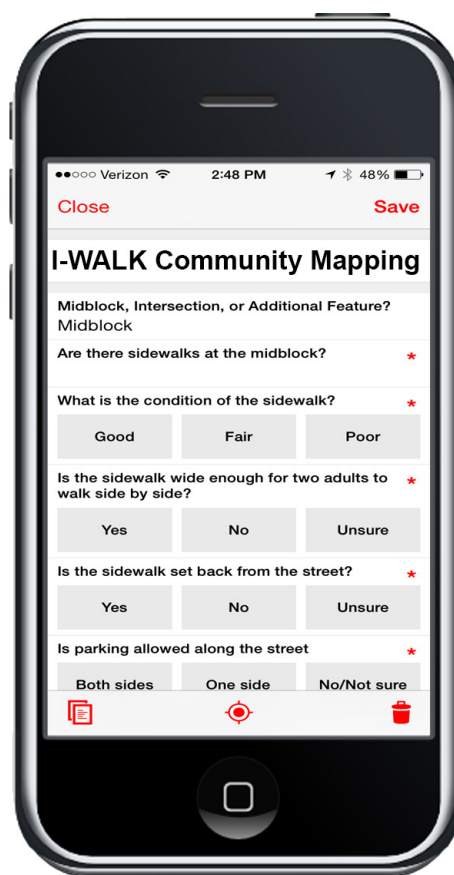 Verizon 2:48 PM 48%
Close Save
I-WALK Community Mapping
Midblock, Intersection, or Additional Feature?
Midblock
Are there sidewalks at the midblock? *
What is the condition of the sidewalk? *
Good Fair Poor
Is the sidewalk wide enough for two adults to *
walk side by side?
Yes No Unsure
Is the sidewalk set back from the street? *
Yes No Unsure
Is parking allowed along the street *
Both sides One side No/Not sure